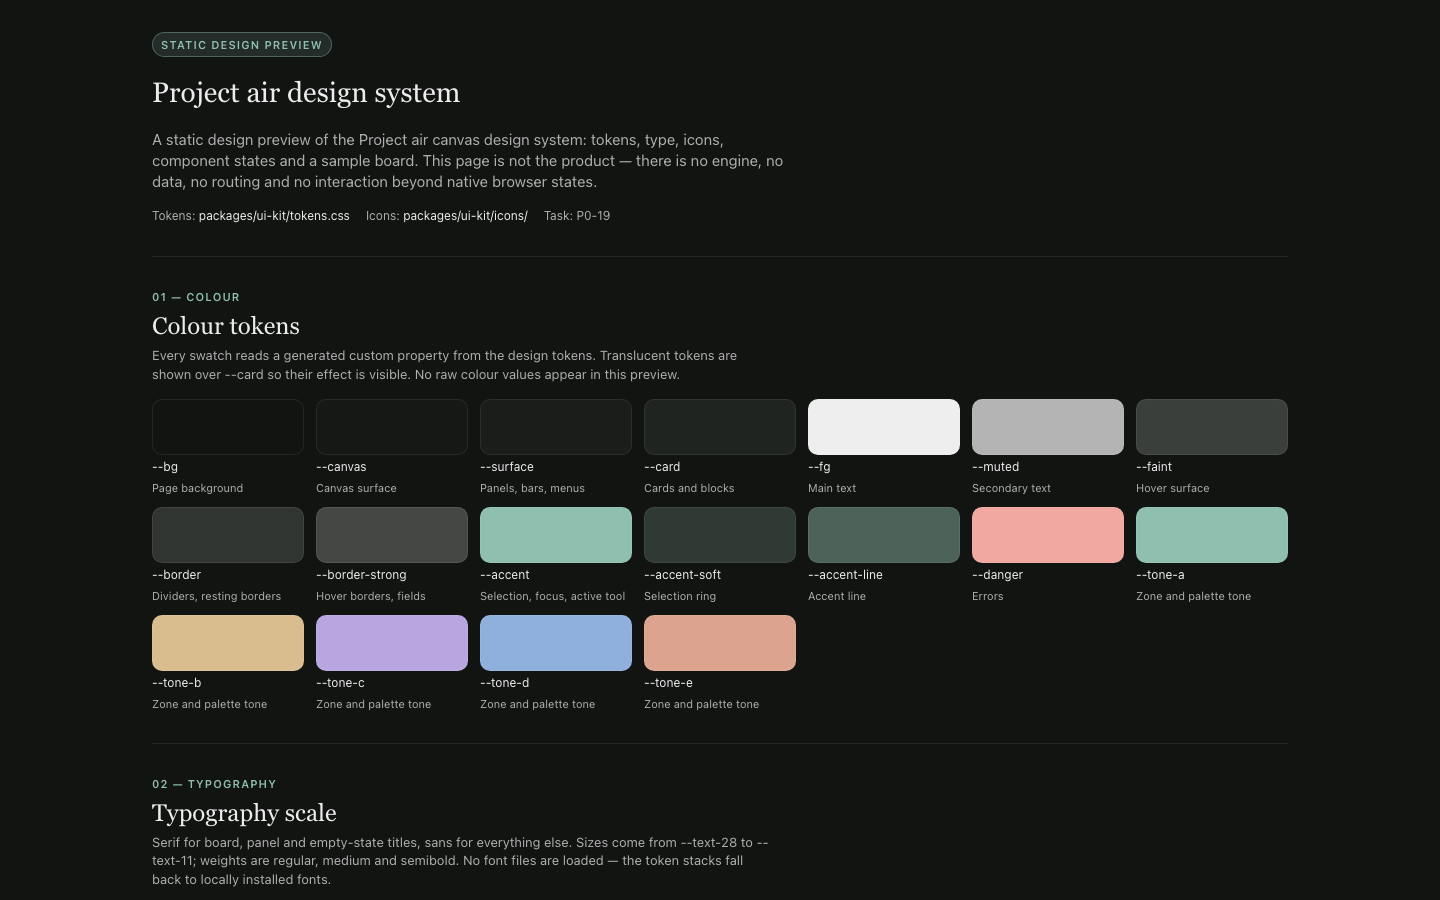 STATIC DESIGN PREVIEW
Project air design system
A static design preview of the Project air canvas design system: tokens, type, icons,
component states and a sample board. This page is not the product — there is no engine, no
data, no routing and no interaction beyond native browser states.
Tokens: packages/ui-kit/tokens.css Icons: packages/ui-kit/icons/ Task: P0-19
01 — COLOUR
Colour tokens
Every swatch reads a generated custom property from the design tokens. Translucent tokens are
shown over --card so their effect is visible. No raw colour values appear in this preview.
--bg --canvas --surface --card --fg --muted --faint
Page background Canvas surface Panels, bars, menus Cards and blocks Main text Secondary text Hover surface
--border --border-strong --accent --accent-soft --accent-line --danger --tone-a
Dividers, resting borders Hover borders, fields Selection, focus, active tool Selection ring Accent line Errors Zone and palette tone
--tone-b --tone-c --tone-d --tone-e
Zone and palette tone Zone and palette tone Zone and palette tone Zone and palette tone
02 — TYPOGRAPHY
Typography scale
Serif for board, panel and empty-state titles, sans for everything else. Sizes come from --text-28 to --
text-11; weights are regular, medium and semibold. No font files are loaded — the token stacks fall
back to locally installed fonts.